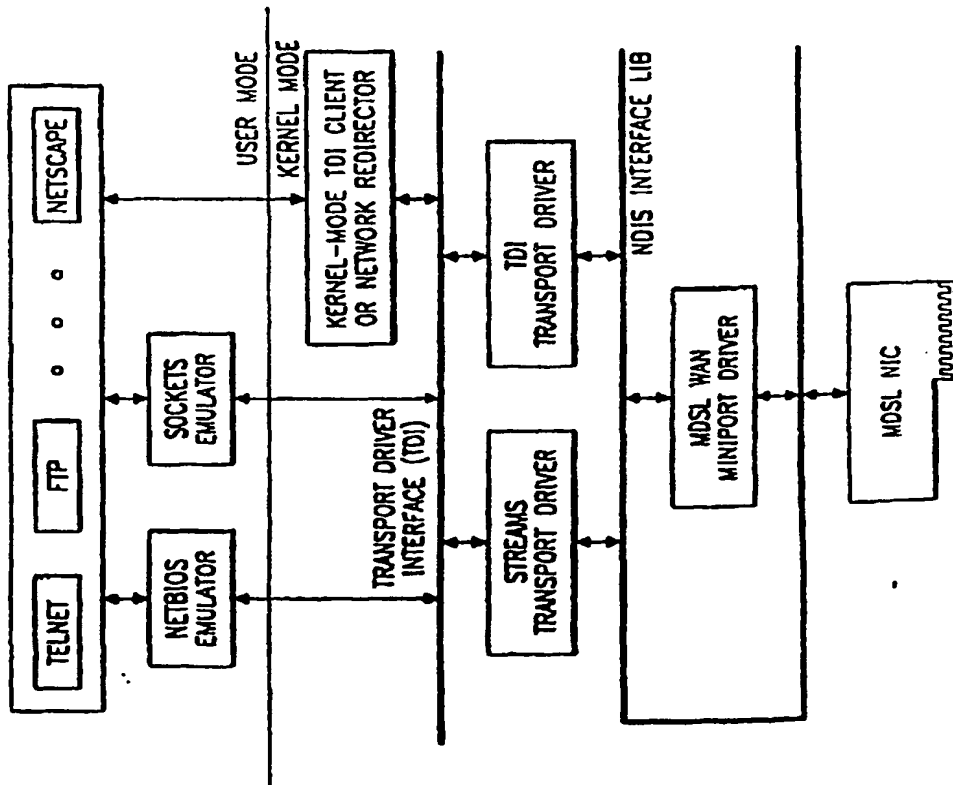 TELNET
FTP
NETSCAPE
NETBIOS
EMULATOR
SOCKETS
EMULATOR
USER MODE
KERNEL MODE
KERNEL-MODE TDI CLIENT
OR NETWORK REDIRECTOR
TRANSPORT DRIVER
INTERFACE (TDI)
STREAMS
TRANSPORT DRIVER
TDI
TRANSPORT DRIVER
NDIS INTERFACE LIB
MDSL WAN
MINIPORT DRIVER
MDSL NIC